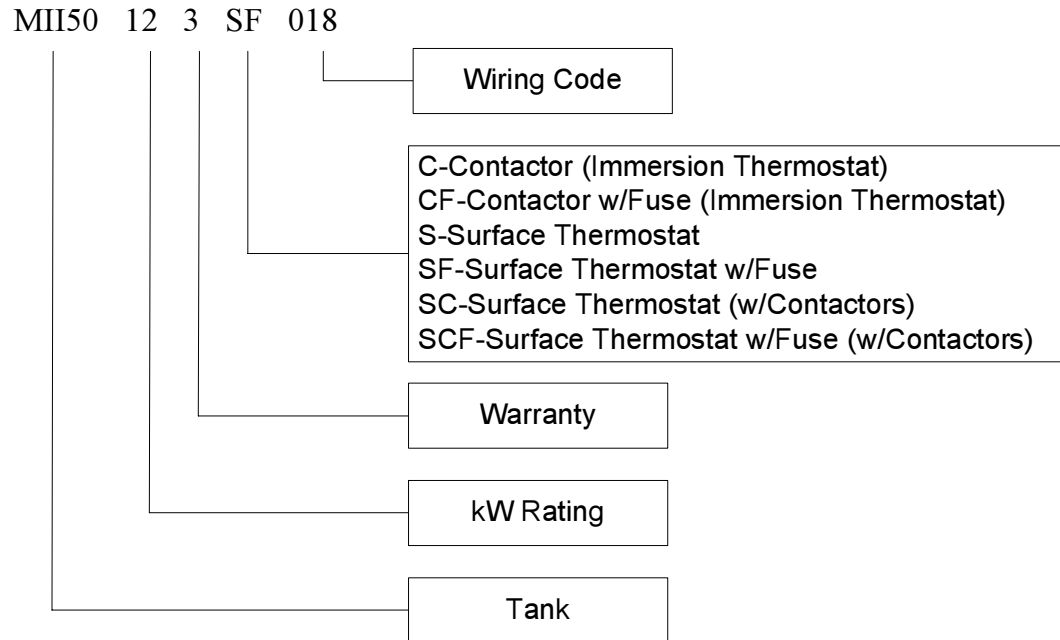 MII50 12 3 SF 018
Wiring Code
C-Contactor (Immersion Thermostat)
CF-Contactor w/Fuse (Immersion Thermostat)
S-Surface Thermostat
SF-Surface Thermostat w/Fuse
SC-Surface Thermostat (w/Contactors)
SCF-Surface Thermostat w/Fuse (w/Contactors)
Warranty
kW Rating
Tank